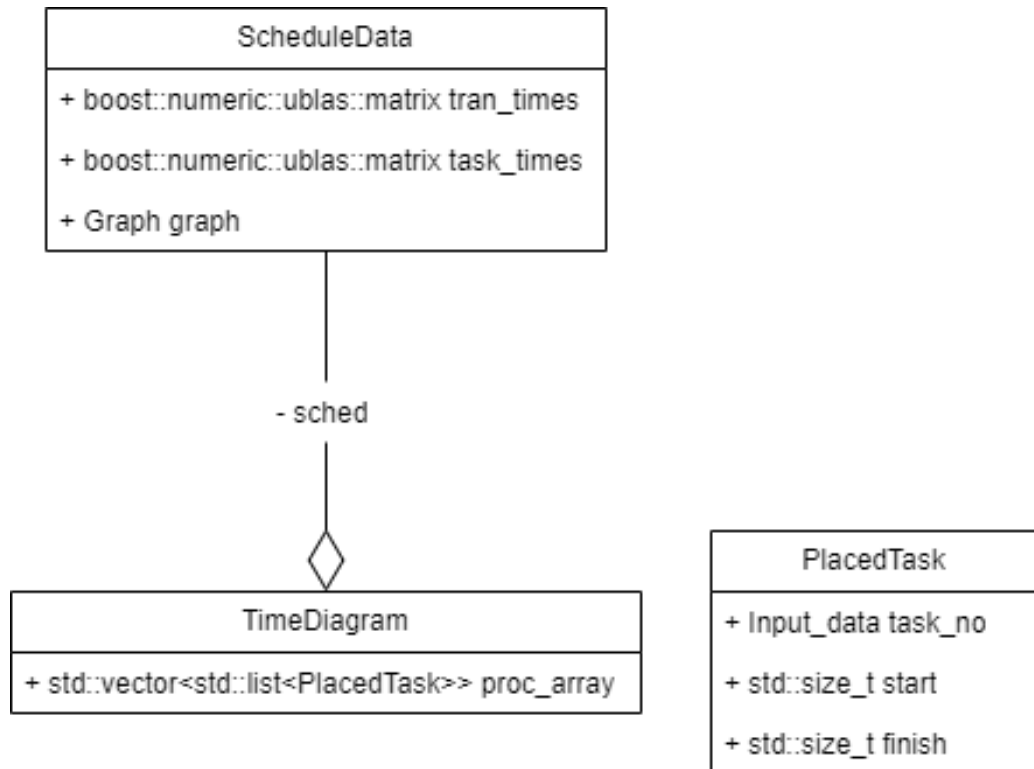 ScheduleData
+ boost::numeric::ublas::matrix tran_times
+ boost::numeric::ublas::matrix task_times
+ Graph graph
- sched
TimeDiagram
+ std::vector<std::list<PlacedTask>> proc_array
PlacedTask
+ Input_data task_no
+ std::size_t start
+ std::size_t finish